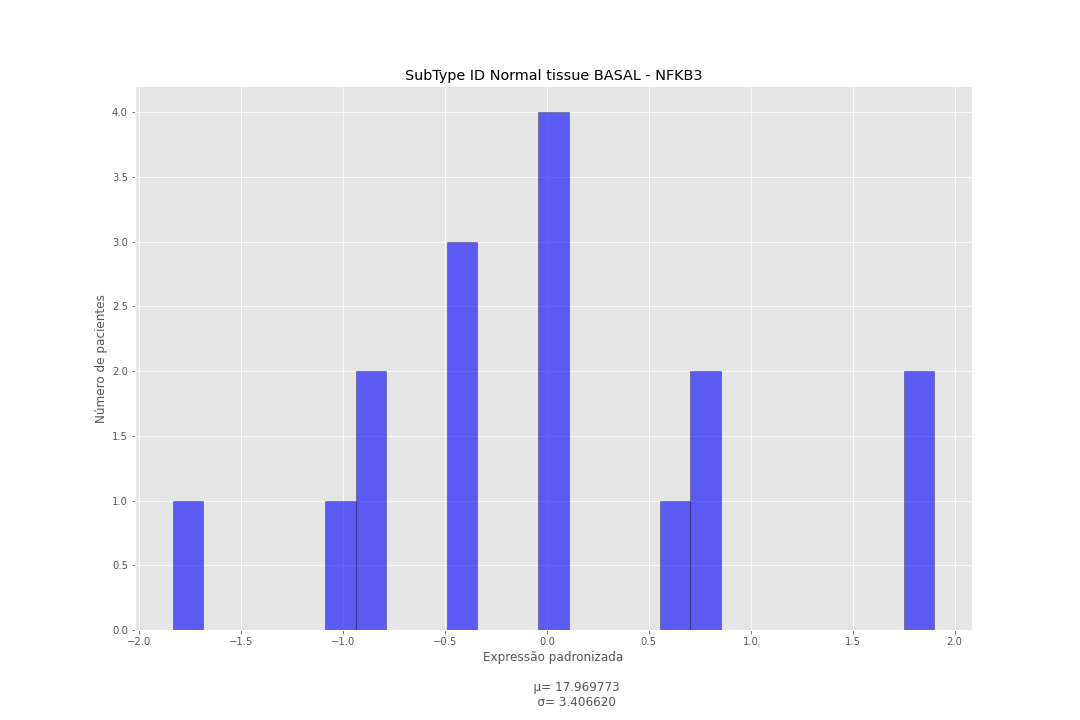 SubType ID Normal tissue BASAL - NFKB3
4.0
3.5
3.0
2.5
2.0
1.5
1.0
0.5
0.0
Número de pacientes
−2.0 −1.5 −1.0 −0.5 0.0 0.5 1.0 1.5 2.0
Expressão padronizada
μ= 17.969773
σ= 3.406620